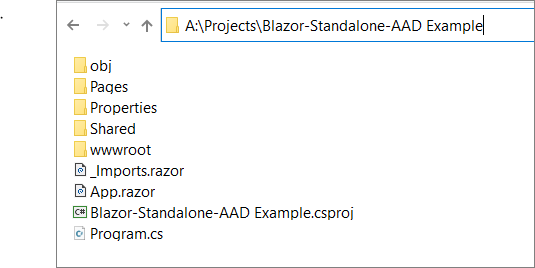 .
A:\Projects\Blazor-Standalone-AAD Example
obj
Pages
Properties
Shared
wwwroot
_Imports.razor
App.razor
C# Blazor-Standalone-AAD Example.csproj
Program.cs